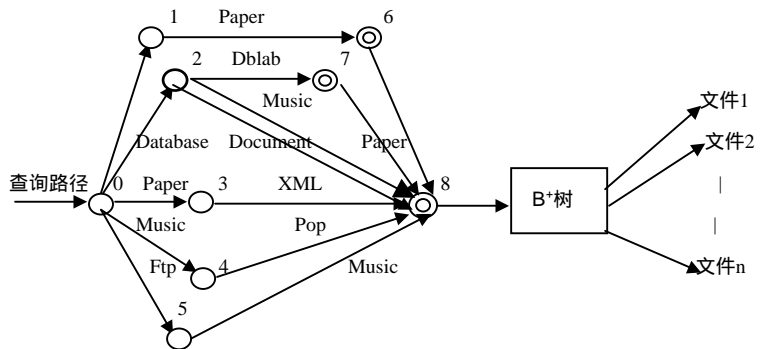 1 Paper 6
2 Dblab 7
Music
Database Document Paper
查询路径 0 Paper 3 XML 8
Music Pop
Ftp 4 Music
5
B+树
文件1
文件2
文件n